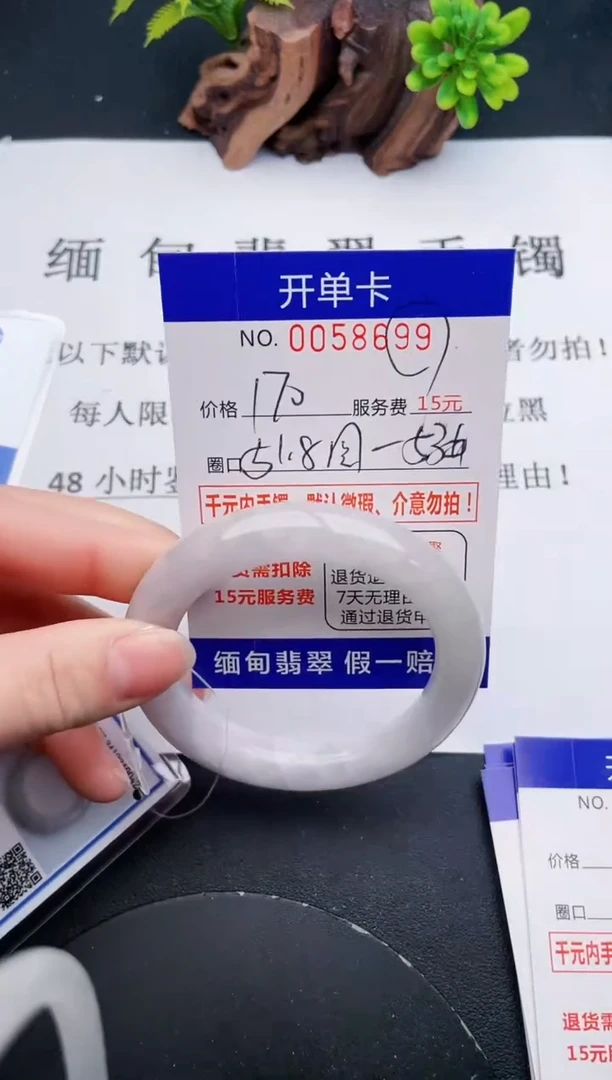 缅甸翡翠手镯
开单卡
NO. 0058699
以下默认
者勿拍！
价格 170 服务费 15元
每人限
拉黑
圈口 51.8圆
48 小时
理由！
千元内手镯、默认微瑕、介意勿拍！
货需扣除
15元服务费
退货退
7天无理由
通过退货申
缅甸翡翠 假一赔
NO.
价格
圈口
千元内手
退货需
15元服